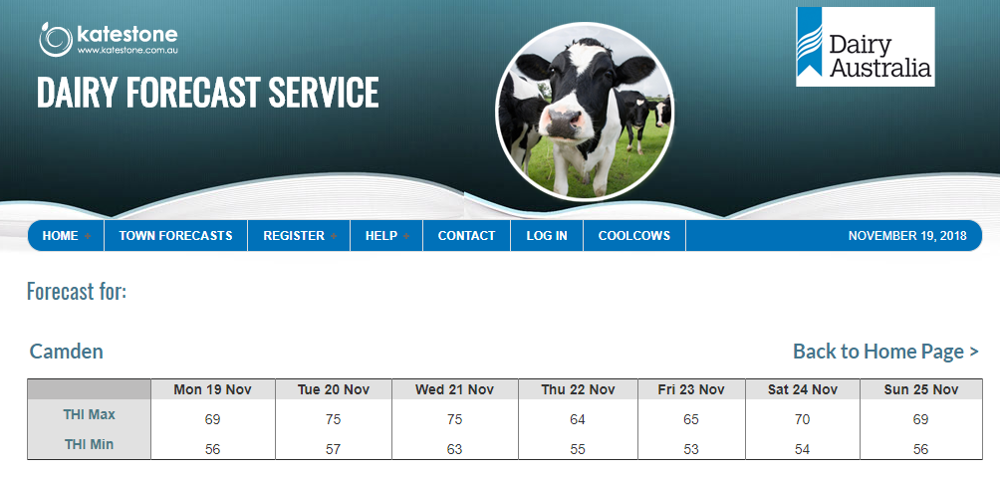 katestone
www.katestone.com.au
DAIRY FORECAST SERVICE
Dairy
Australia
HOME + TOWN FORECASTS REGISTER + HELP + CONTACT LOG IN COOLCOWS NOVEMBER 19, 2018
Forecast for:
Camden Back to Home Page >
Mon 19 Nov Tue 20 Nov Wed 21 Nov Thu 22 Nov Fri 23 Nov Sat 24 Nov Sun 25 Nov
THI Max 69 75 75 64 65 70 69
THI Min 56 57 63 55 53 54 56